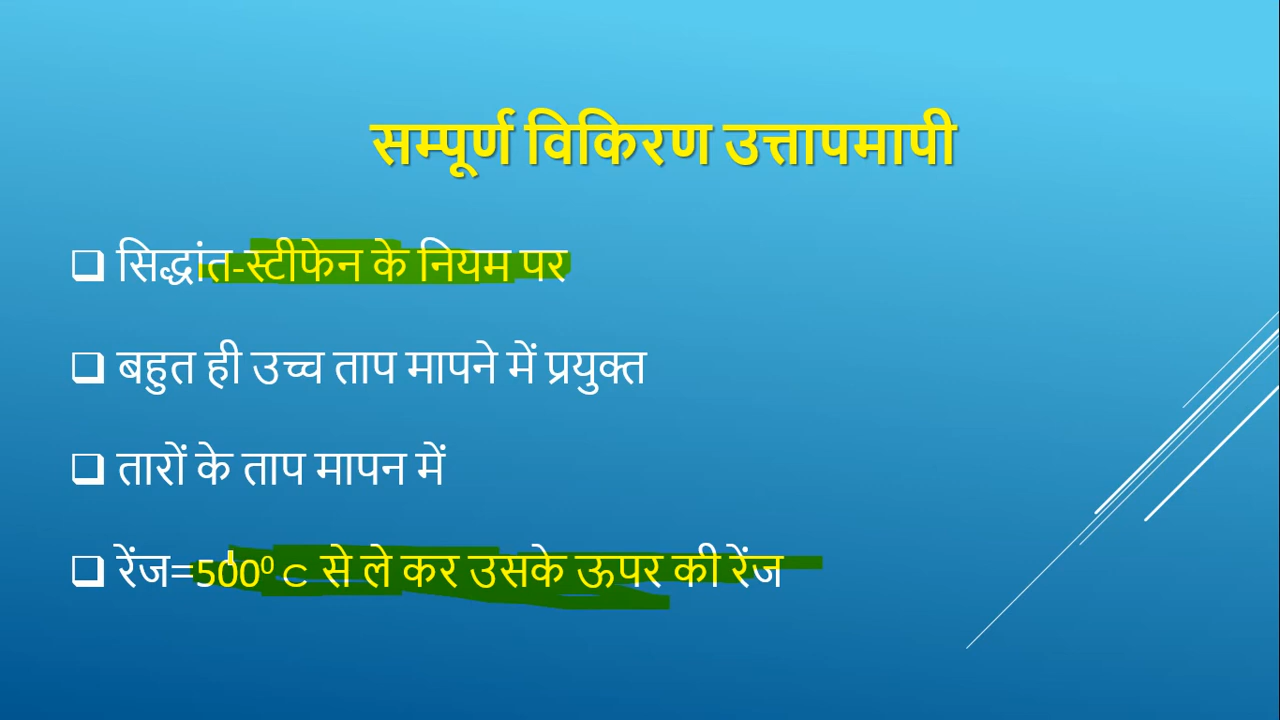 सम्पूर्ण विकिरण उत्तापमापी
सिद्धांत-स्टीफेन के नियम पर
बहुत ही उच्च ताप मापने में प्रयुक्त
तारों के ताप मापन में
रेंज=500⁰ C से ले कर उसके ऊपर की रेंज